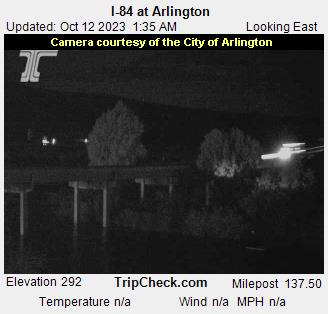 I-84 at Arlington
Updated: Oct 12 2023 1:35 AM Looking East
Camera courtesy of the City of Arlington
Elevation 292 TripCheck.com Milepost 137.50
Temperature n/a Wind n/a MPH n/a